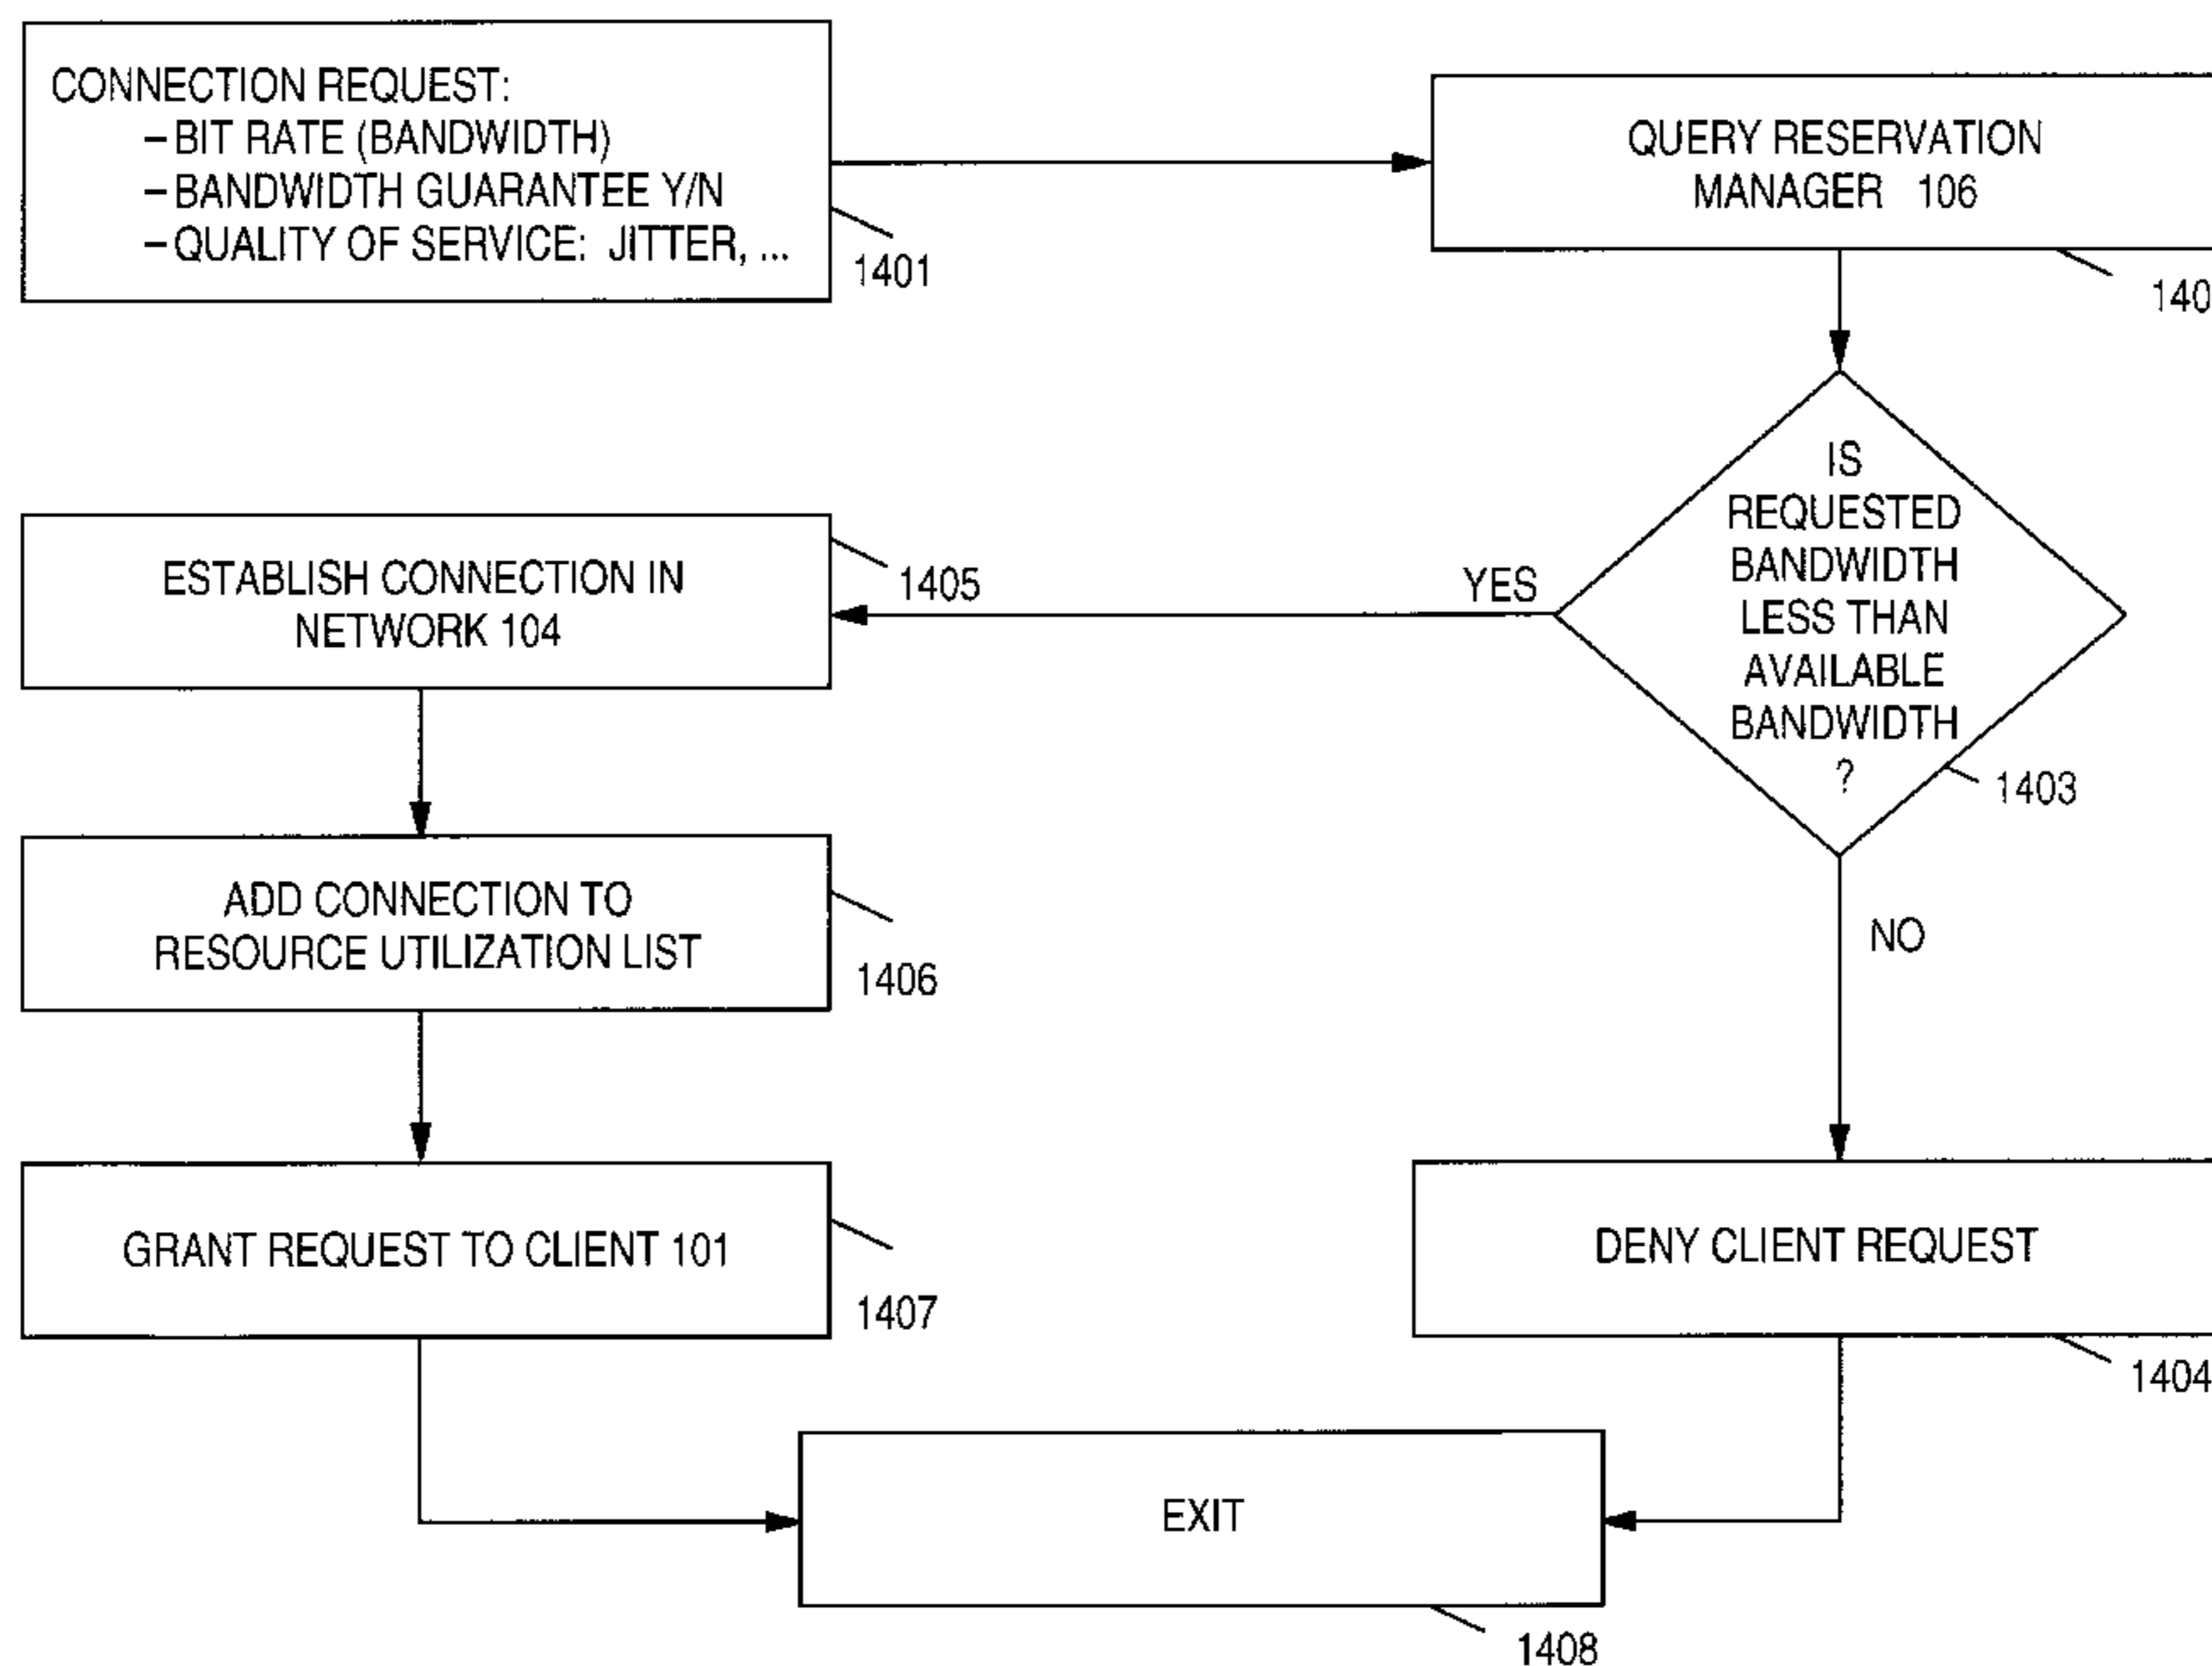 CONNECTION REQUEST:
–BIT RATE (BANDWIDTH)
–BANDWIDTH GUARANTEE Y/N
–QUALITY OF SERVICE: JITTER, ...
1401
QUERY RESERVATION
MANAGER 106
140
IS
REQUESTED
BANDWIDTH
LESS THAN
AVAILABLE
BANDWIDTH
?
1403
YES
NO
ESTABLISH CONNECTION IN
NETWORK 104
1405
ADD CONNECTION TO
RESOURCE UTILIZATION LIST
1406
GRANT REQUEST TO CLIENT 101
1407
DENY CLIENT REQUEST
1404
EXIT
1408